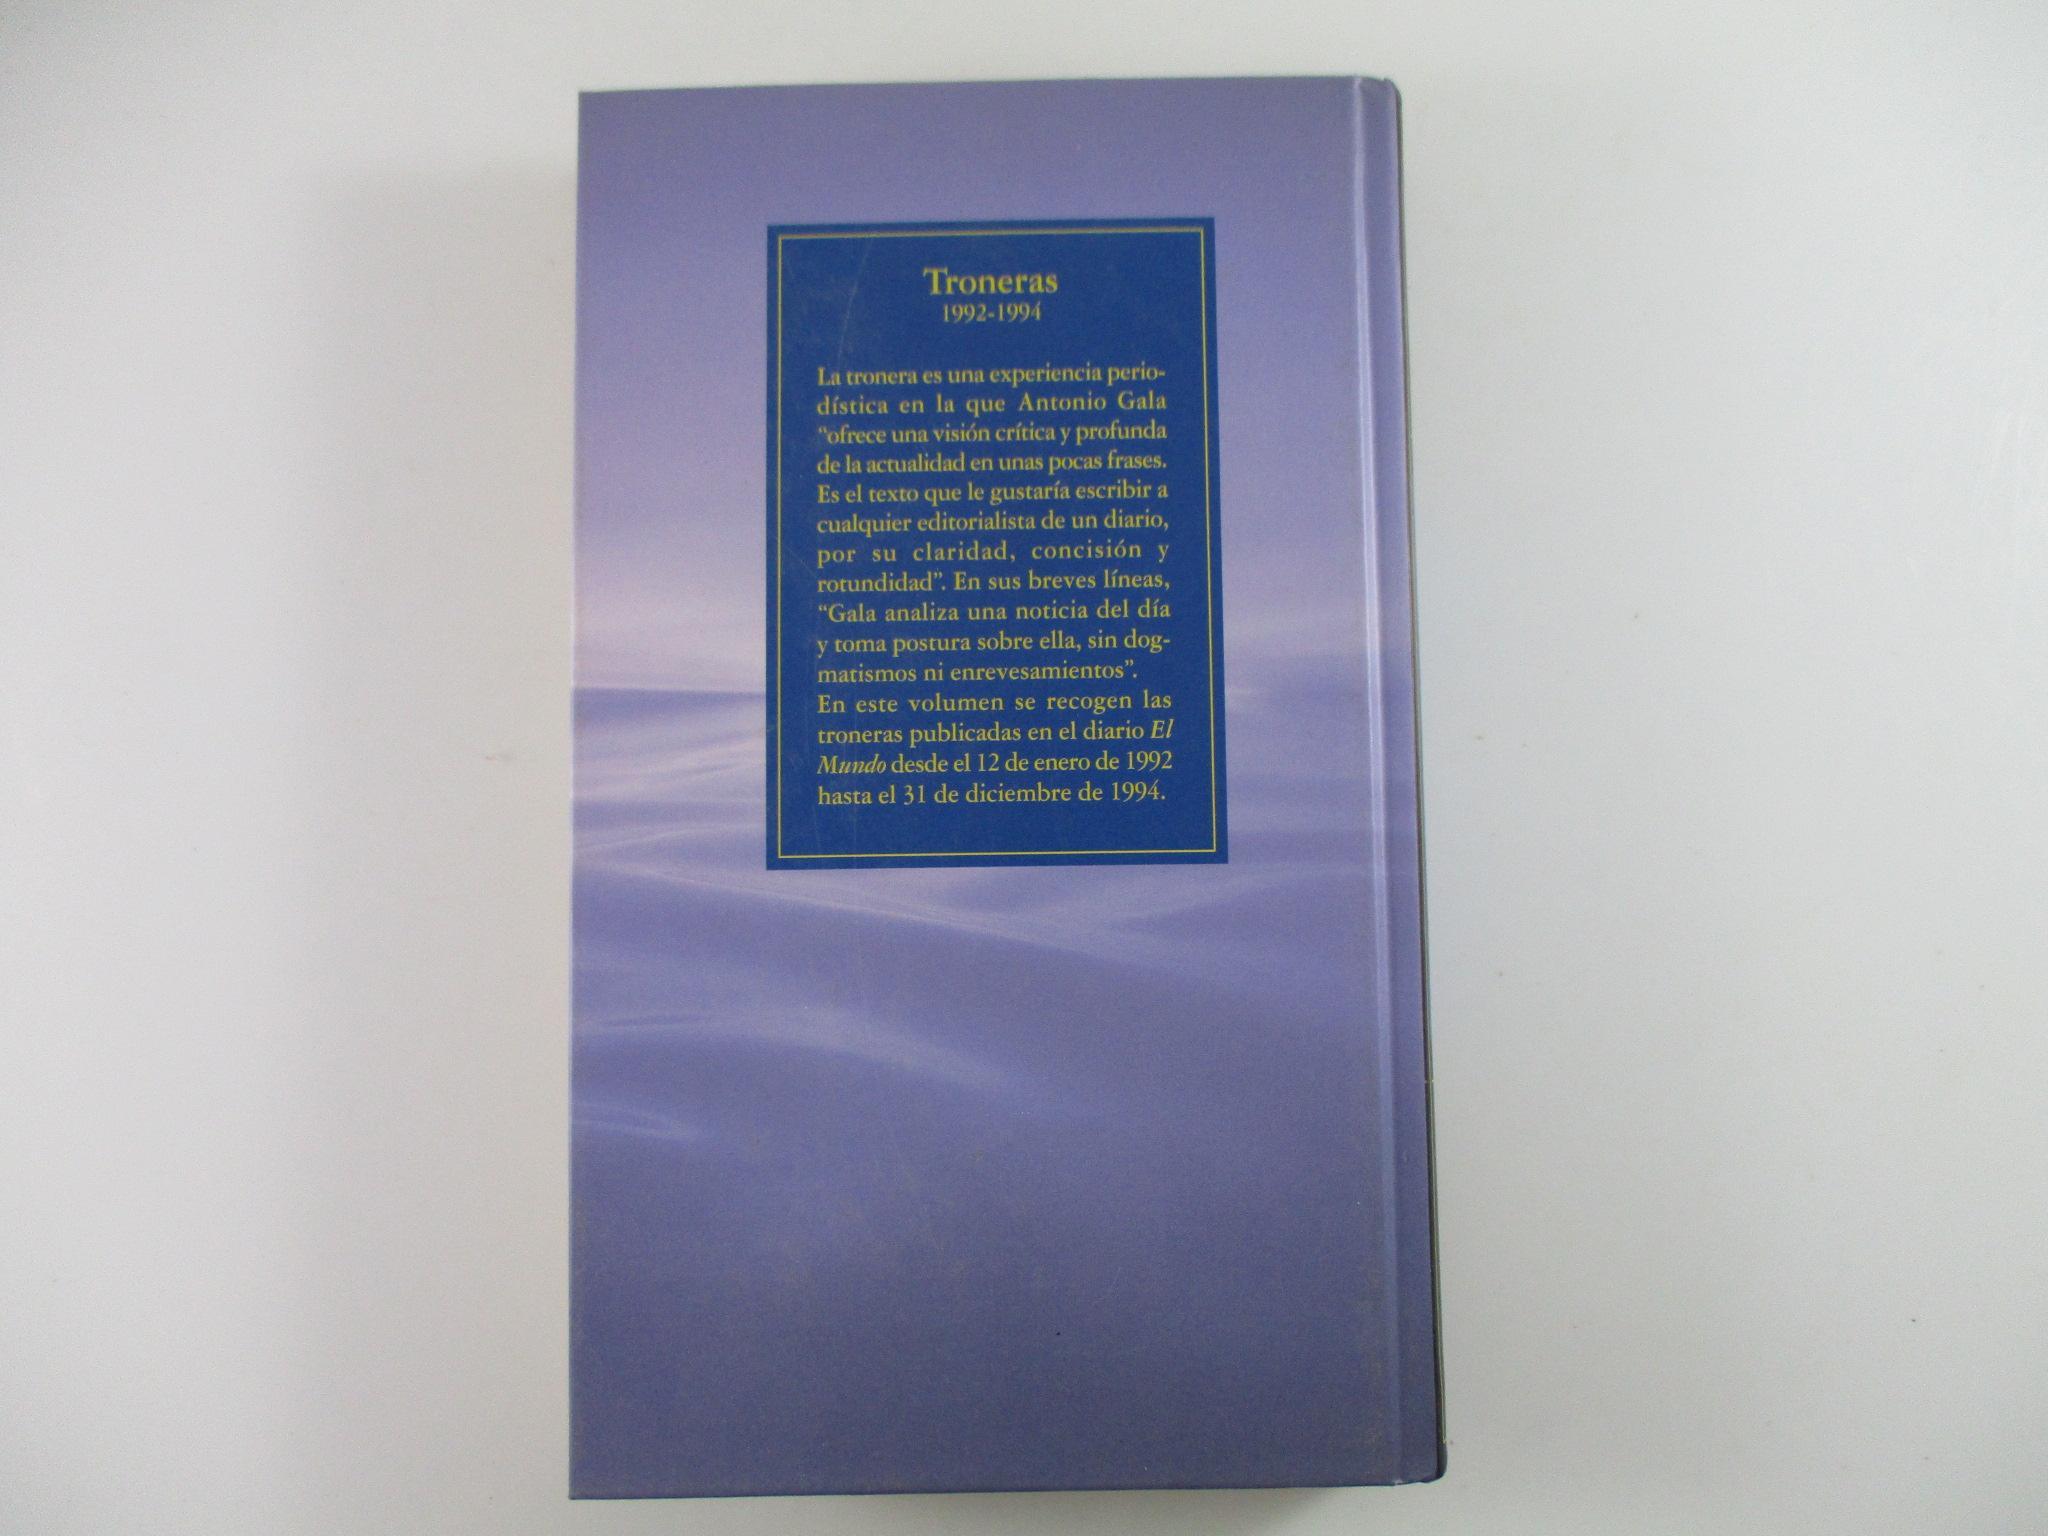 Troneras
1992-1994
La tronera es una experiencia perio-
dística en la que Antonio Gala
“ofrece una visión crítica y profunda
de la actualidad en unas pocas frases.
Es el texto que le gustaría escribir a
cualquier editorialista de un diario,
por su claridad, concisión y
rotundidad”. En sus breves líneas,
“Gala analiza una noticia del día
y toma postura sobre ella, sin dog-
matismos ni enrevesamientos”.
En este volumen se recogen las
troneras publicadas en el diario El
Mundo desde el 12 de enero de 1992
hasta el 31 de diciembre de 1994.